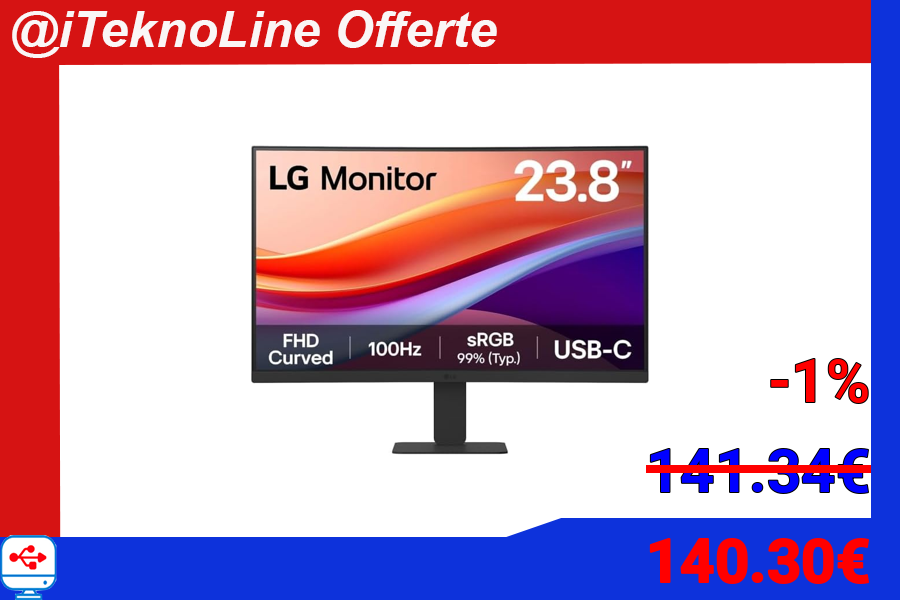 @iTeknoLine Offerte
LG Monitor
23.8"
FHD
Curved
100Hz
sRGB
99% (Typ.)
USB-C
-1%
141.34€
140.30€